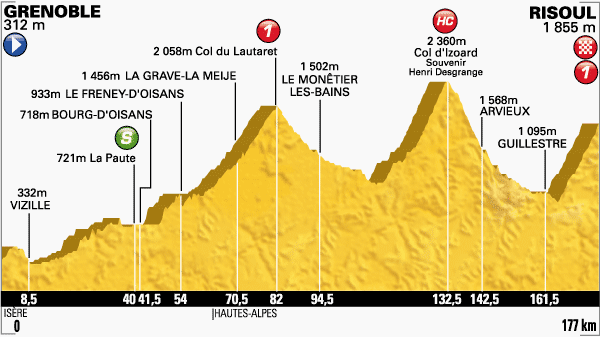 GRENOBLE
312 m
RISOUL
1 855 m
1
HC
1
2 058m Col du Lautaret
2 360m
Col d'Izoard
Souvenir
Henri Desgrange
1 502m
LE MONÊTIER
LES-BAINS
1 456m LA GRAVE-LA MEIJE
933m LE FRENEY-D'OISANS
718m BOURG-D'OISANS
S
721m La Paute
1 568m
ARVIEUX
1 095m
GUILLESTRE
332m
VIZILLE
8,5
40
41,5
54
70,5
82
94,5
132,5
142,5
161,5
ISÈRE
HAUTES-ALPES
0
177 km